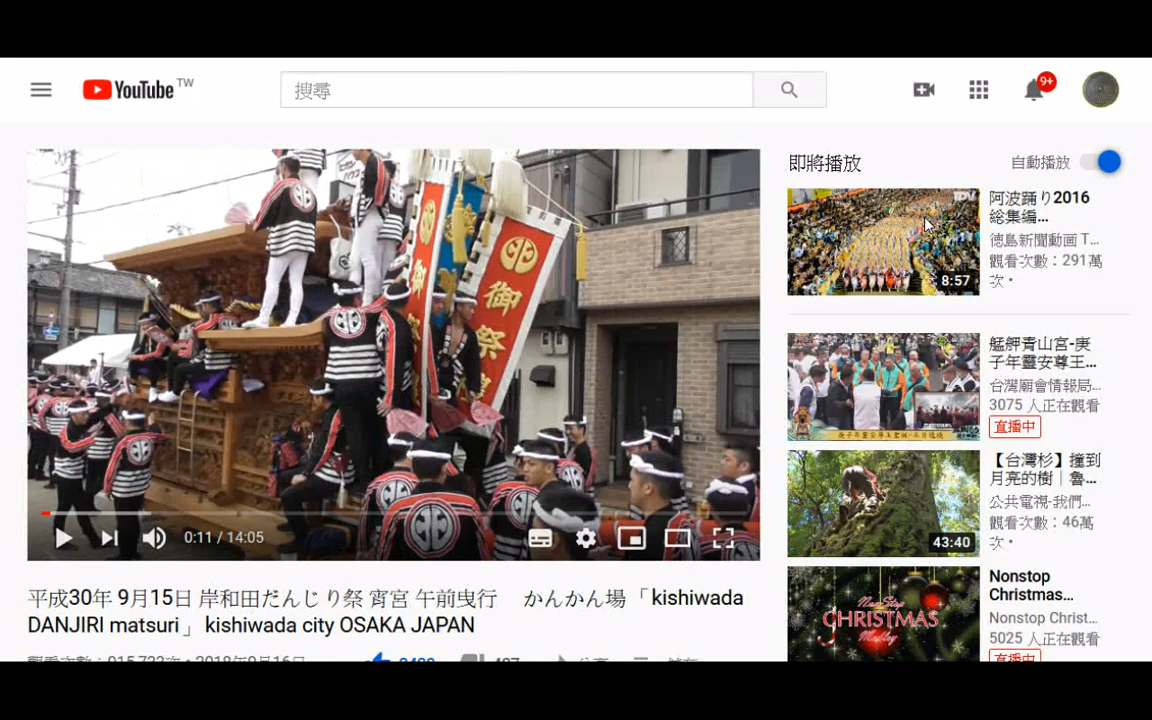 YouTube TW
搜尋
9+
即將播放
自動播放
阿波踊り2016
総集編...
徳島新聞動画 T...
觀看次數：291萬
次・
8:57
艋舺青山宮-庚
子年靈安尊王...
台灣廟會情報局...
3075 人正在觀看
直播中
【台灣杉】撞到
月亮的樹｜魯...
公共電視-我們...
觀看次數：46萬
次・
43:40
Nonstop
Christmas...
Nonstop Christ...
5025 人正在觀看
直播中
NonStop
CHRISTMAS
Medley
御祭
0:11 / 14:05
平成30年 9月15日 岸和田だんじり祭 宵宮 午前曳行　かんかん場「kishiwada
DANJIRI matsuri」 kishiwada city OSAKA JAPAN